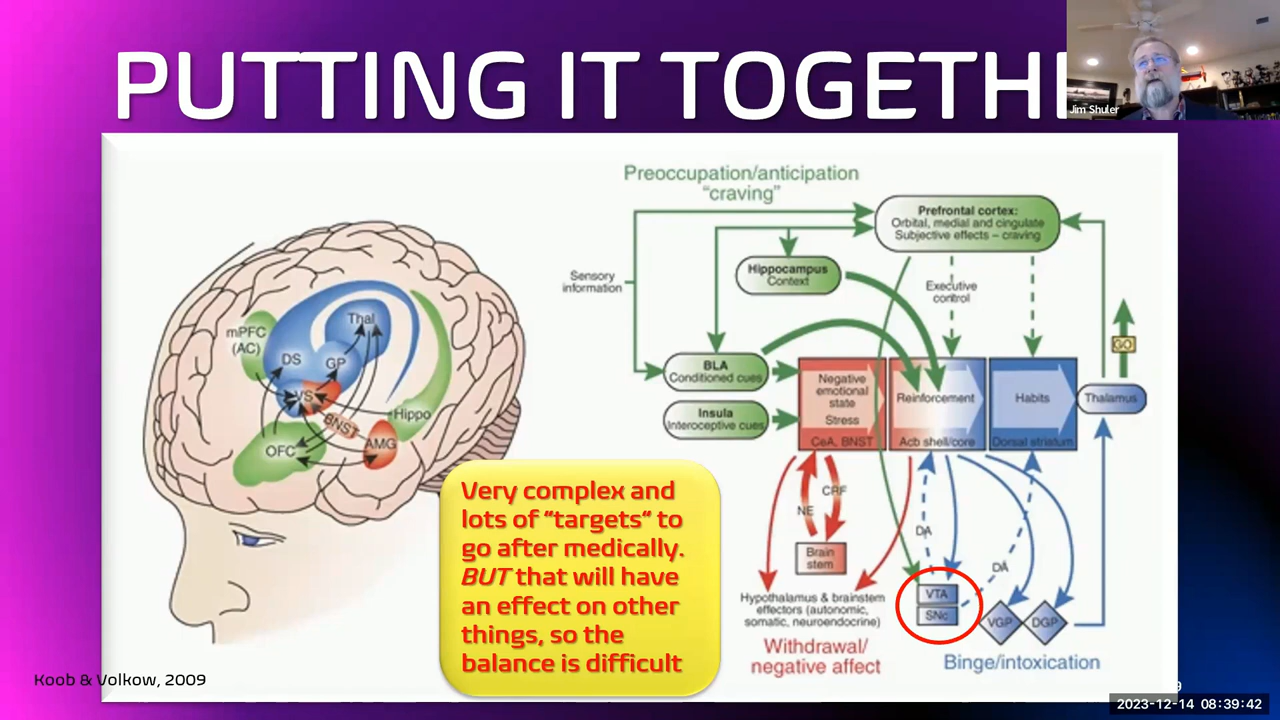 PUTTING IT TOGETHE
Jim Shuler
Preoccupation/anticipation
“craving”
Prefrontal cortex:
Orbital, medial and cingulate
Subjective effects – craving
Hippocampus
Context
Sensory
information
Executive
control
GO
BLA
Conditioned cues
Insula
Interoceptive cues
Negative
emotional
state
Stress
CeA, BNST
Reinforcement
Acb shell/core
Habits
Dorsal striatum
Thalamus
mPFC
(AC)
Thal
DS
GP
VS
BNST
Hippo
OFC
AMG
CRF
NE
Brain
stem
DA
DA
VTA
SNc
VGP
DGP
Hypothalamus & brainstem
effectors (autonomic,
somatic, neuroendocrine)
Withdrawal/
negative affect
Binge/intoxication
Very complex and
lots of “targets“ to
go after medically.
BUT that will have
an effect on other
things, so the
balance is difficult
Koob & Volkow, 2009
9
2023-12-14 08:39:42